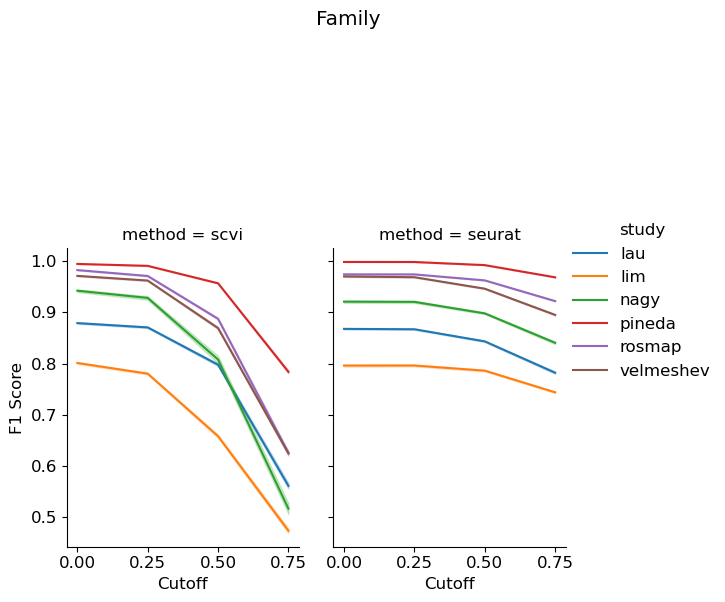 Family
method = scvi
method = seurat
study
lau
lim
nagy
pineda
rosmap
velmeshev
F1 Score
1.0
0.9
0.8
0.7
0.6
0.5
0.00 0.25 0.50 0.75
0.00 0.25 0.50 0.75
Cutoff
Cutoff